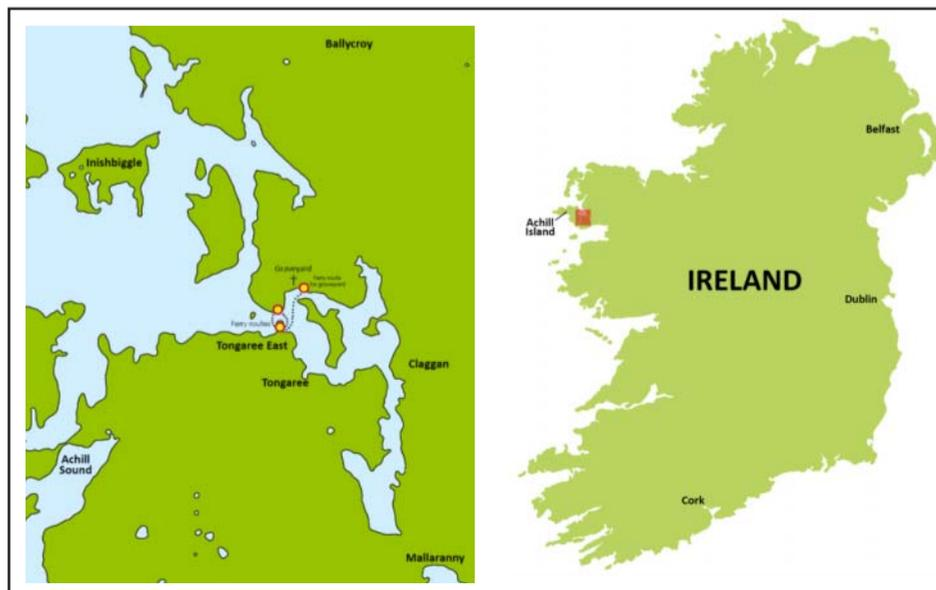 Ballycroy
Inishbiggle
Graveyard
Ferry route
to graveyard
Ferry routes
Tongaree East
Tongaree
Claggan
Achill
Sound
Mallaranny
Belfast
Achill
Island
IRELAND
Dublin
Cork